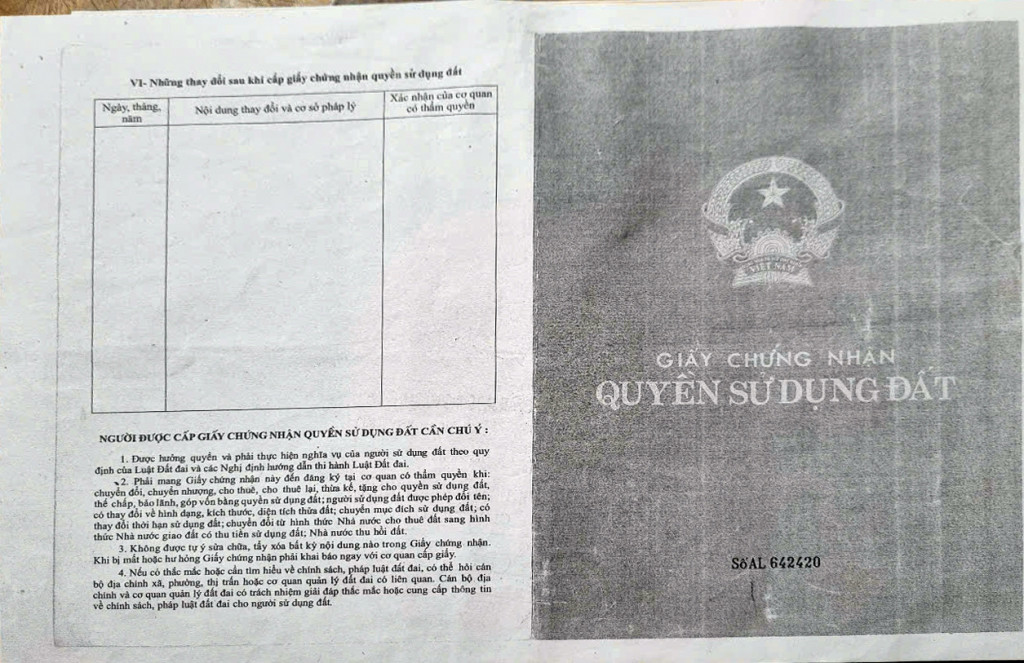 VI- Những thay đổi sau khi cấp giấy chứng nhận quyền sử dụng đất
Ngày, tháng,
năm
Nội dung thay đổi và cơ sở pháp lý
Xác nhận của cơ quan
có thẩm quyền
NGƯỜI ĐƯỢC CẤP GIẤY CHỨNG NHẬN QUYỀN SỬ DỤNG ĐẤT CẦN CHÚ Ý :
1. Được hưởng quyền và phải thực hiện nghĩa vụ của người sử dụng đất theo quy
định của Luật Đất đai và các Nghị định hướng dẫn thi hành Luật Đất đai.
2. Phải mang Giấy chứng nhận này đến đăng ký tại cơ quan có thẩm quyền khi:
chuyển đổi, chuyển nhượng, cho thuê, cho thuê lại, thừa kế, tặng cho quyền sử dụng đất,
thế chấp, bảo lãnh, góp vốn bằng quyền sử dụng đất; người sử dụng đất được phép đổi tên;
có thay đổi về hình dạng, kích thước, diện tích thửa đất; chuyển mục đích sử dụng đất; có
thay đổi thời hạn sử dụng đất; chuyển đổi từ hình thức Nhà nước cho thuê đất sang hình
thức Nhà nước giao đất có thu tiền sử dụng đất; Nhà nước thu hồi đất.
3. Không được tự ý sửa chữa, tẩy xóa bất kỳ nội dung nào trong Giấy chứng nhận.
Khi bị mất hoặc hư hỏng Giấy chứng nhận phải khai báo ngay với cơ quan cấp giấy.
4. Nếu có thắc mắc hoặc cần tìm hiểu về chính sách, pháp luật đất đai, có thể hỏi cán
bộ địa chính xã, phường, thị trấn hoặc cơ quan quản lý đất đai có liên quan. Cán bộ địa
chính và cơ quan quản lý đất đai có trách nhiệm giải đáp thắc mắc hoặc cung cấp thông tin
về chính sách, pháp luật đất đai cho người sử dụng đất.
VIỆT NAM
GIẤY CHỨNG NHẬN
QUYỀN SỬ DỤNG ĐẤT
Số AL 642420